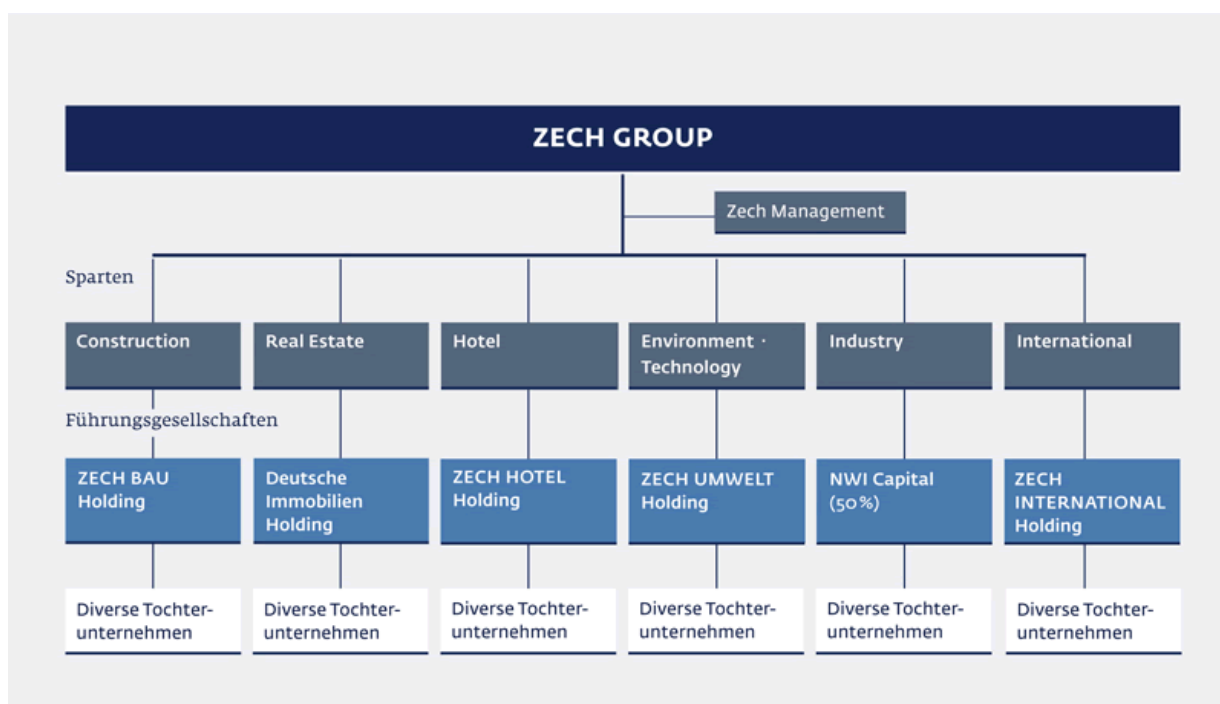 ZECH GROUP
Zech Management
Sparten
Construction
Real Estate
Hotel
Environment ·
Technology
Industry
International
Führungsgesellschaften
ZECH BAU
Holding
Deutsche
Immobilien
Holding
ZECH HOTEL
Holding
ZECH UMWELT
Holding
NWI Capital
(50%)
ZECH
INTERNATIONAL
Holding
Diverse Tochter-
unternehmen
Diverse Tochter-
unternehmen
Diverse Tochter-
unternehmen
Diverse Tochter-
unternehmen
Diverse Tochter-
unternehmen
Diverse Tochter-
unternehmen